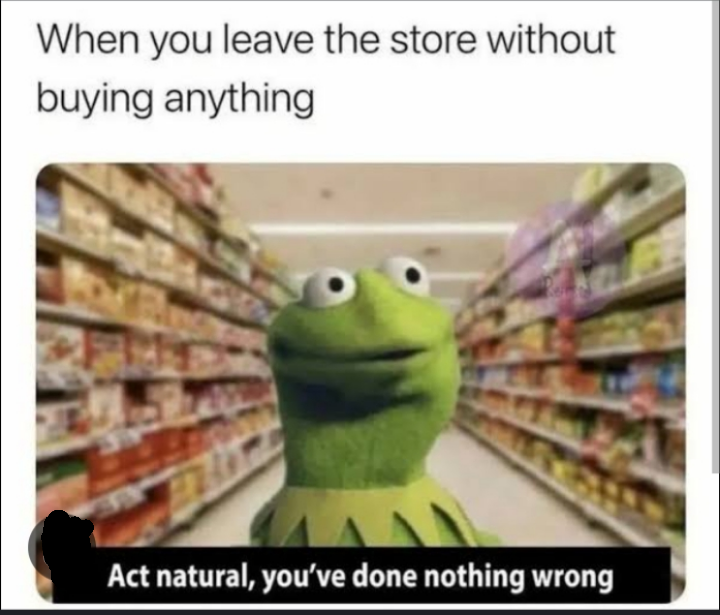 When you leave the store without
buying anything
Act natural, you've done nothing wrong